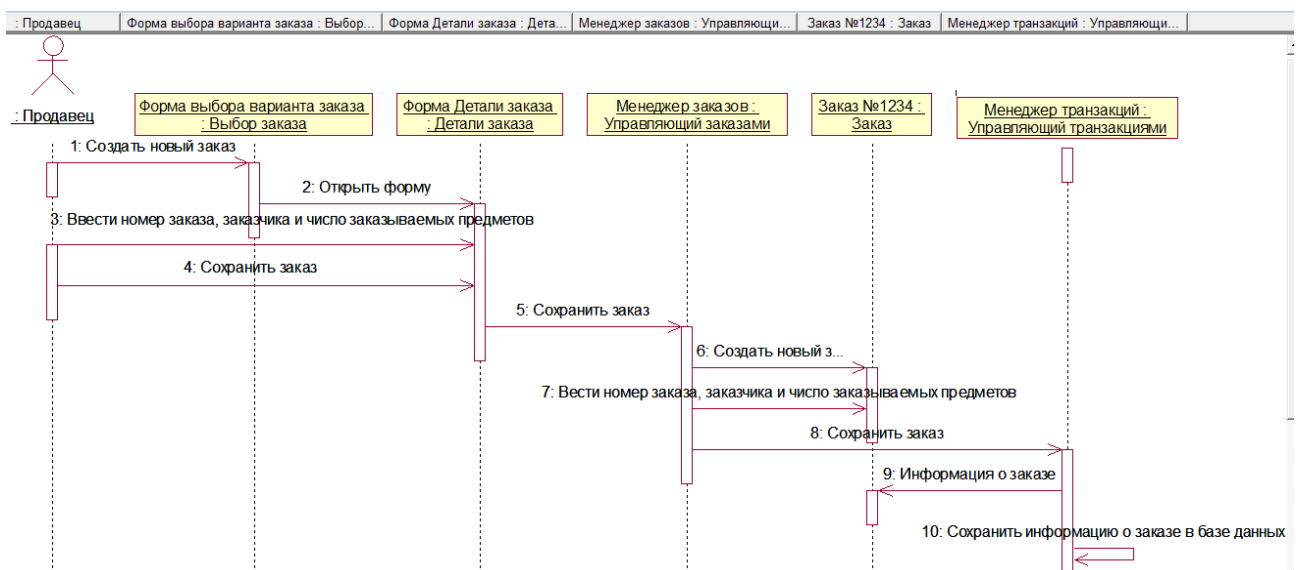 : Продавец
Форма выбора варианта заказа : Выбор...
Форма Детали заказа : Дета...
Менеджер заказов : Управляющи...
Заказ №1234 : Заказ
Менеджер транзакций : Управляющи...
: Продавец
Форма выбора варианта заказа
: Выбор заказа
Форма Детали заказа
: Детали заказа
Менеджер заказов :
Управляющий заказами
Заказ №1234 :
Заказ
Менеджер транзакций :
Управляющий транзакциями
1: Создать новый заказ
2: Открыть форму
3: Ввести номер заказа, заказчика и число заказываемых предметов
4: Сохранить заказ
5: Сохранить заказ
6: Создать новый з...
7: Вести номер заказа, заказчика и число заказываемых предметов
8: Сохранить заказ
9: Информация о заказе
10: Сохранить информацию о заказе в базе данных